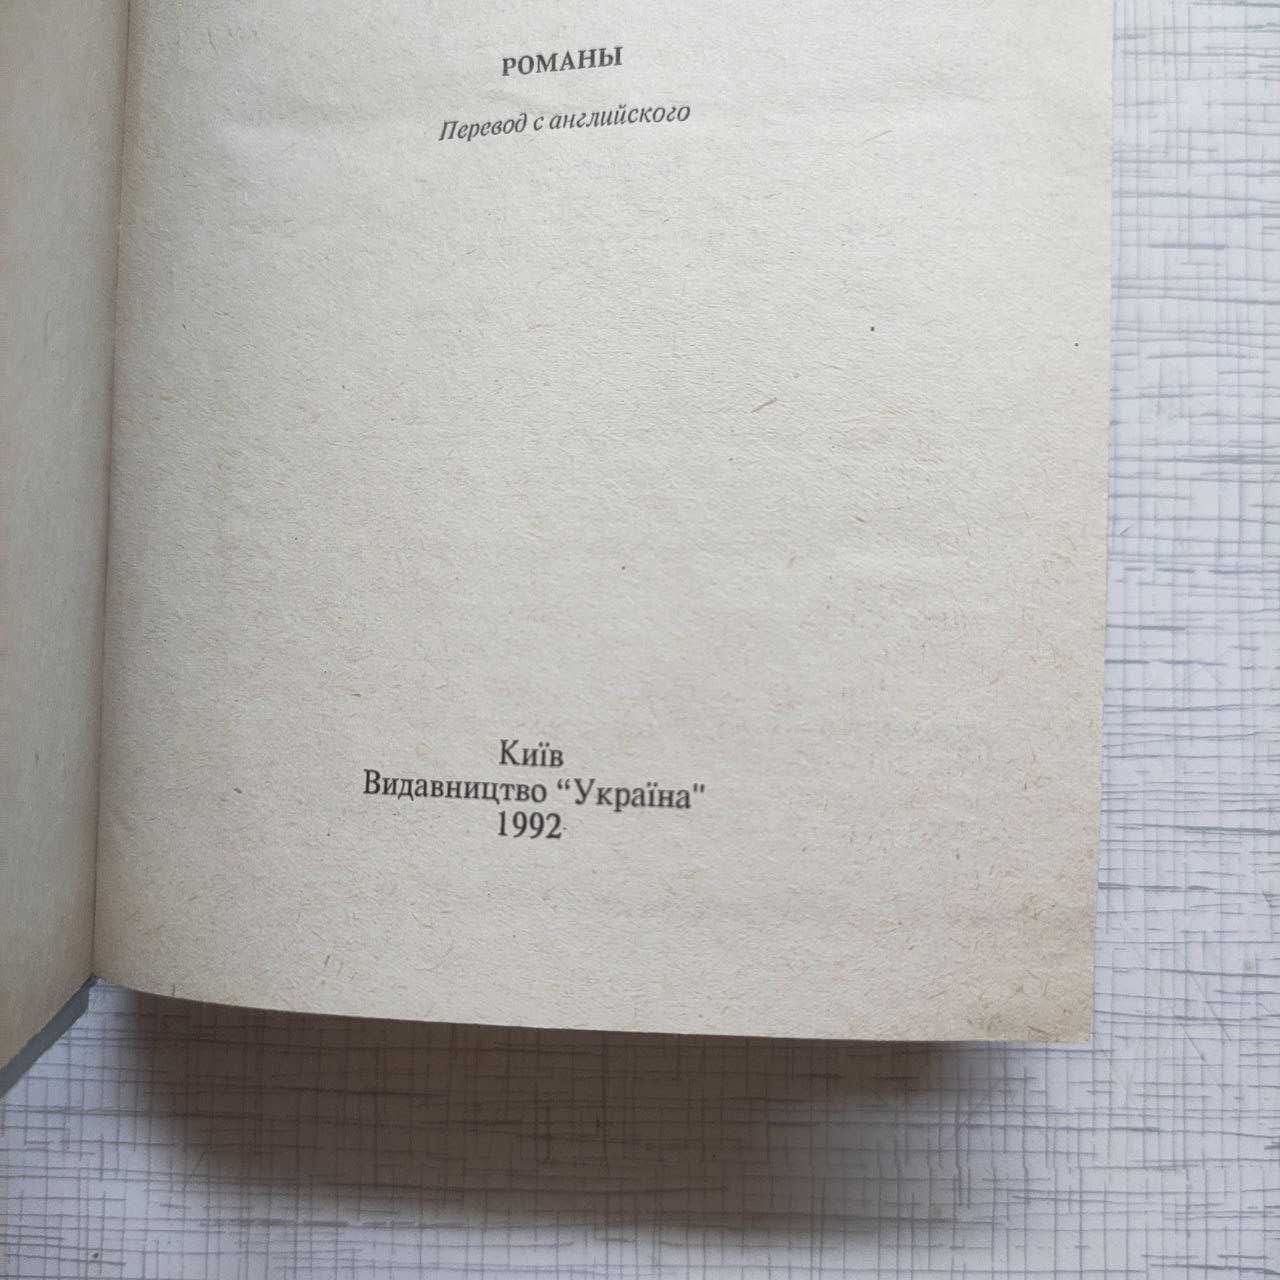 РОМАНЫ
Перевод с английского
Київ
Видавництво “Україна"
1992